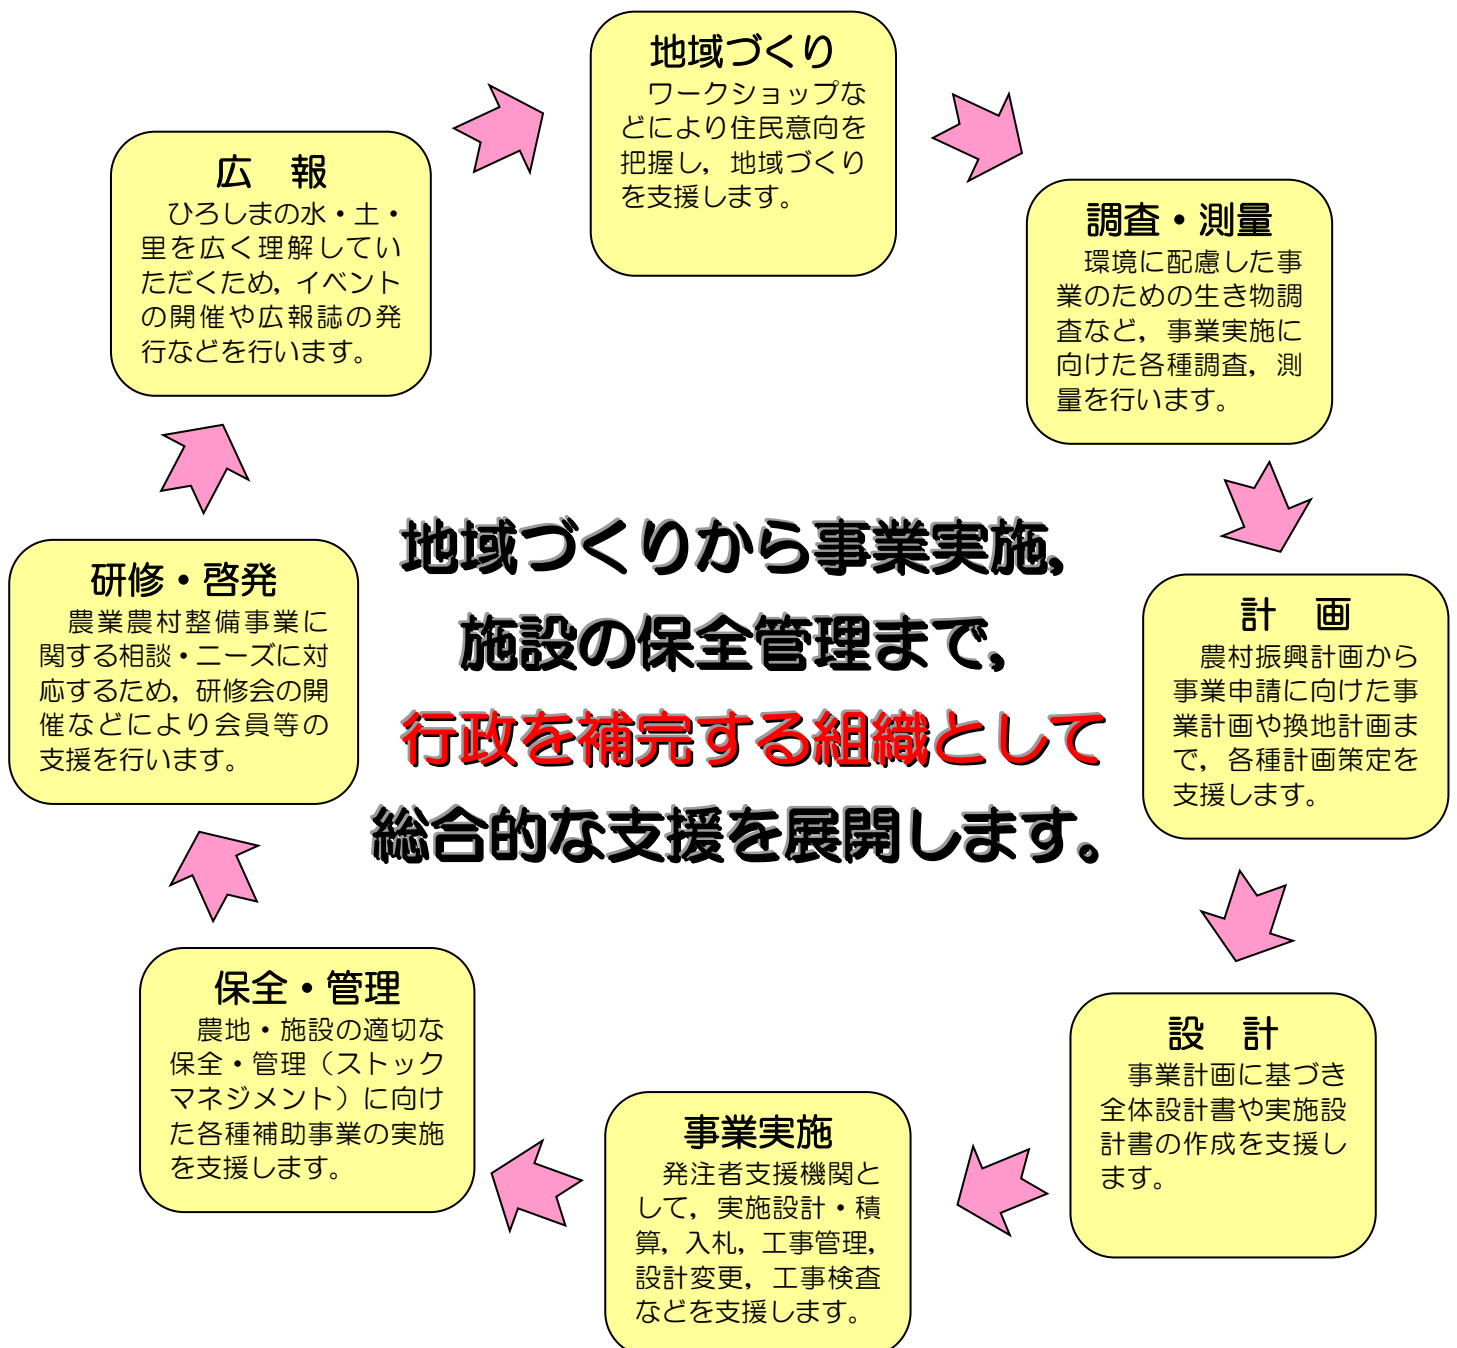 地域づくり
ワークショップな
どにより住民意向を
把握し，地域づくり
を支援します。
調査・測量
環境に配慮した事
業のための生き物調
査など，事業実施に
向けた各種調査，測
量を行います。
計　画
農村振興計画から
事業申請に向けた事
業計画や換地計画ま
で，各種計画策定を
支援します。
設　計
事業計画に基づき
全体設計書や実施設
計書の作成を支援し
ます。
事業実施
発注者支援機関と
して，実施設計・積
算，入札，工事管理，
設計変更，工事検査
などを支援します。
保全・管理
農地・施設の適切な
保全・管理（ストック
マネジメント）に向け
た各種補助事業の実施
を支援します。
研修・啓発
農業農村整備事業に
関する相談・ニーズに対
応するため，研修会の開
催などにより会員等の
支援を行います。
広　報
ひろしまの水・土・
里を広く理解してい
ただくため，イベント
の開催や広報誌の発
行などを行います。
地域づくりから事業実施，
施設の保全管理まで，
行政を補完する組織として
総合的な支援を展開します。